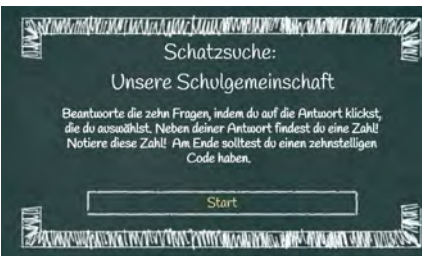 Schatzsuche:
Unsere Schulgemeinschaft
Beantworte die zehn Fragen, indem du auf die Antwort klickst,
die du auswählst. Neben deiner Antwort findest du eine Zahl!
Notiere diese Zahl! Am Ende solltest du einen zehnstelligen
Code haben.
Start